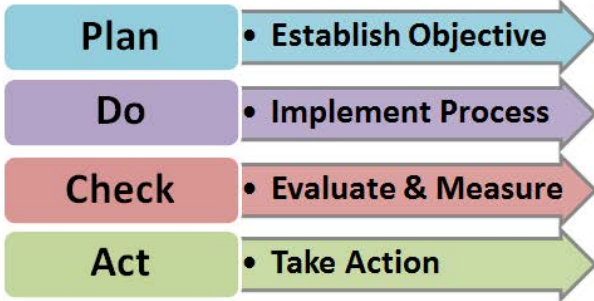 Plan
• Establish Objective
Do
• Implement Process
Check
• Evaluate & Measure
Act
• Take Action